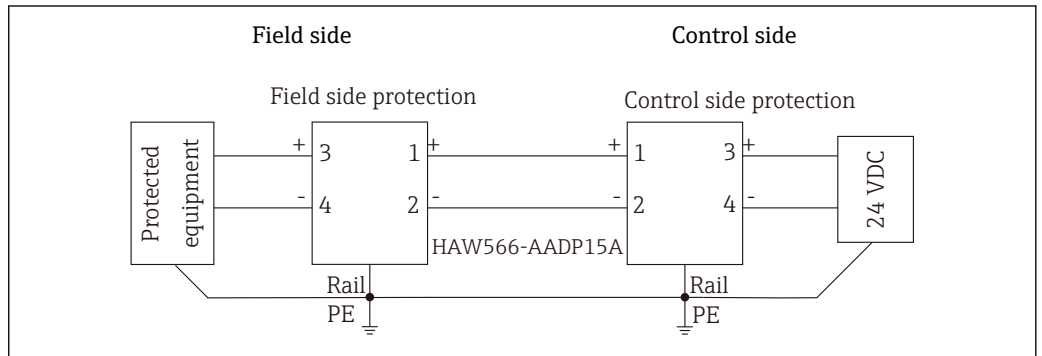 Field side
Control side
Field side protection
Control side protection
Protected
equipment
+ 3 1 +
+ 1 3 +
- 4 2 -
- 2 4 -
24 VDC
HAW566-AADP15A
Rail
Rail
PE
PE